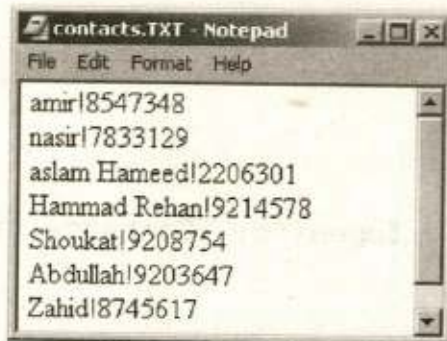 contacts.TXT - Notepad
File Edit Format Help
amir!8547348
nasir!7833129
aslam Hameed!2206301
Hammad Rehan!9214578
Shoukat!9208754
Abdullah!9203647
Zahid!8745617